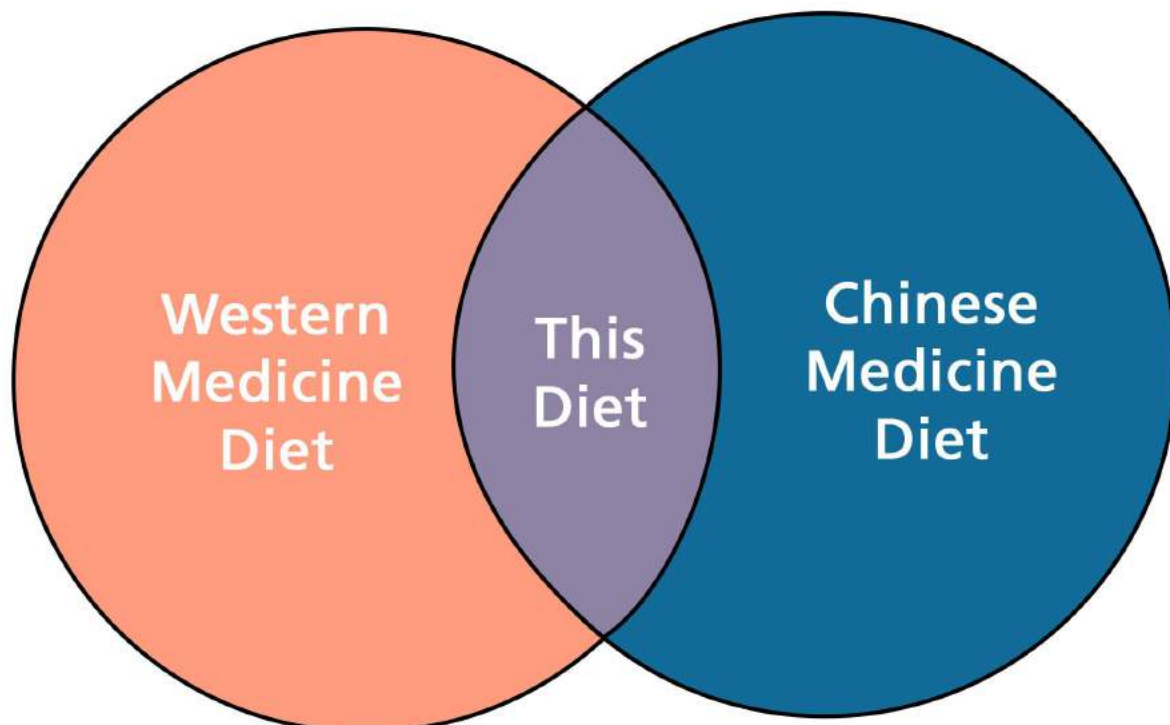 Western
Medicine
Diet
This
Diet
Chinese
Medicine
Diet